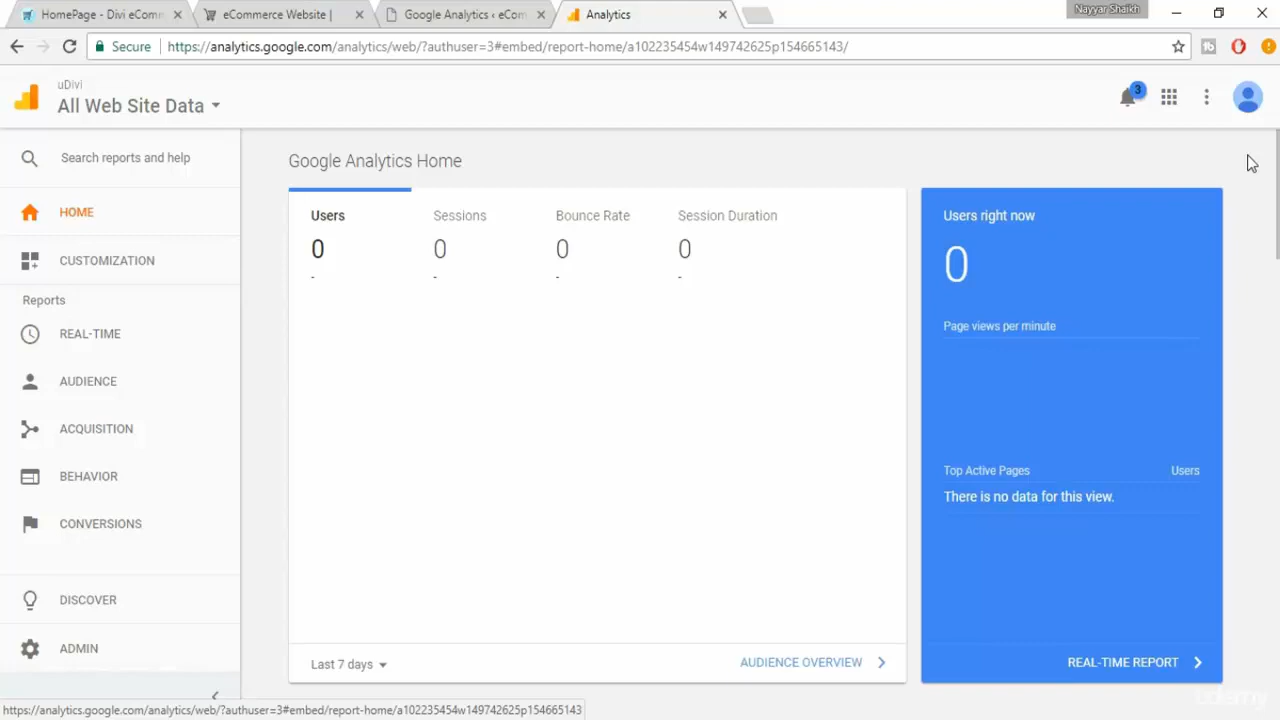 HomePage - Divi eComm
eCommerce Website |
Google Analytics ‹ eCom
Analytics
Nayyar Shaikh
Secure
https://analytics.google.com/analytics/web/?authuser=3#embed/report-home/a102235454w149742625p154665143/
uDivi
All Web Site Data
3
Search reports and help
HOME
CUSTOMIZATION
Reports
REAL-TIME
AUDIENCE
ACQUISITION
BEHAVIOR
CONVERSIONS
DISCOVER
ADMIN
Google Analytics Home
Users Sessions Bounce Rate Session Duration
0 0 0 0
- - - -
Last 7 days
AUDIENCE OVERVIEW
Users right now
0
Page views per minute
Top Active Pages Users
There is no data for this view.
REAL-TIME REPORT
https://analytics.google.com/analytics/web/?authuser=3#embed/report-home/a102235454w149742625p154665143
udemy